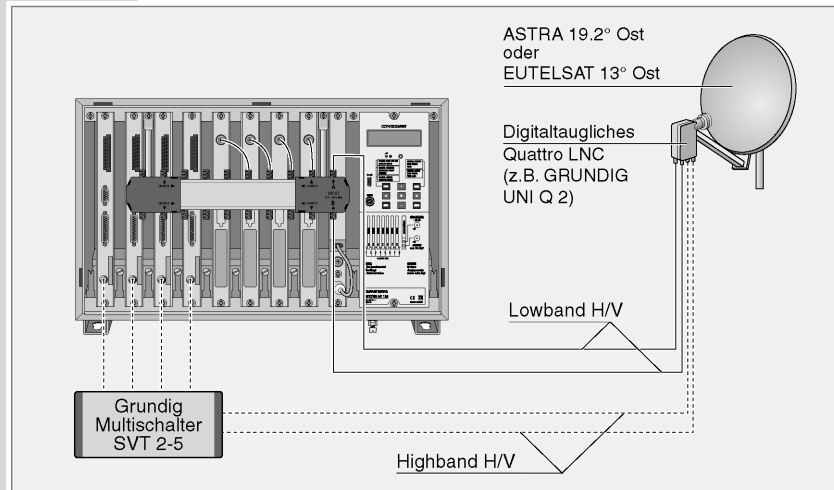 ASTRA 19.2° Ost
oder
EUTELSAT 13° Ost
Digitaltaugliches
Quattro LNC
(z.B. GRUNDIG
UNI Q 2)
Lowband H/V
Grundig
Multischalter
SVT 2-5
Highband H/V